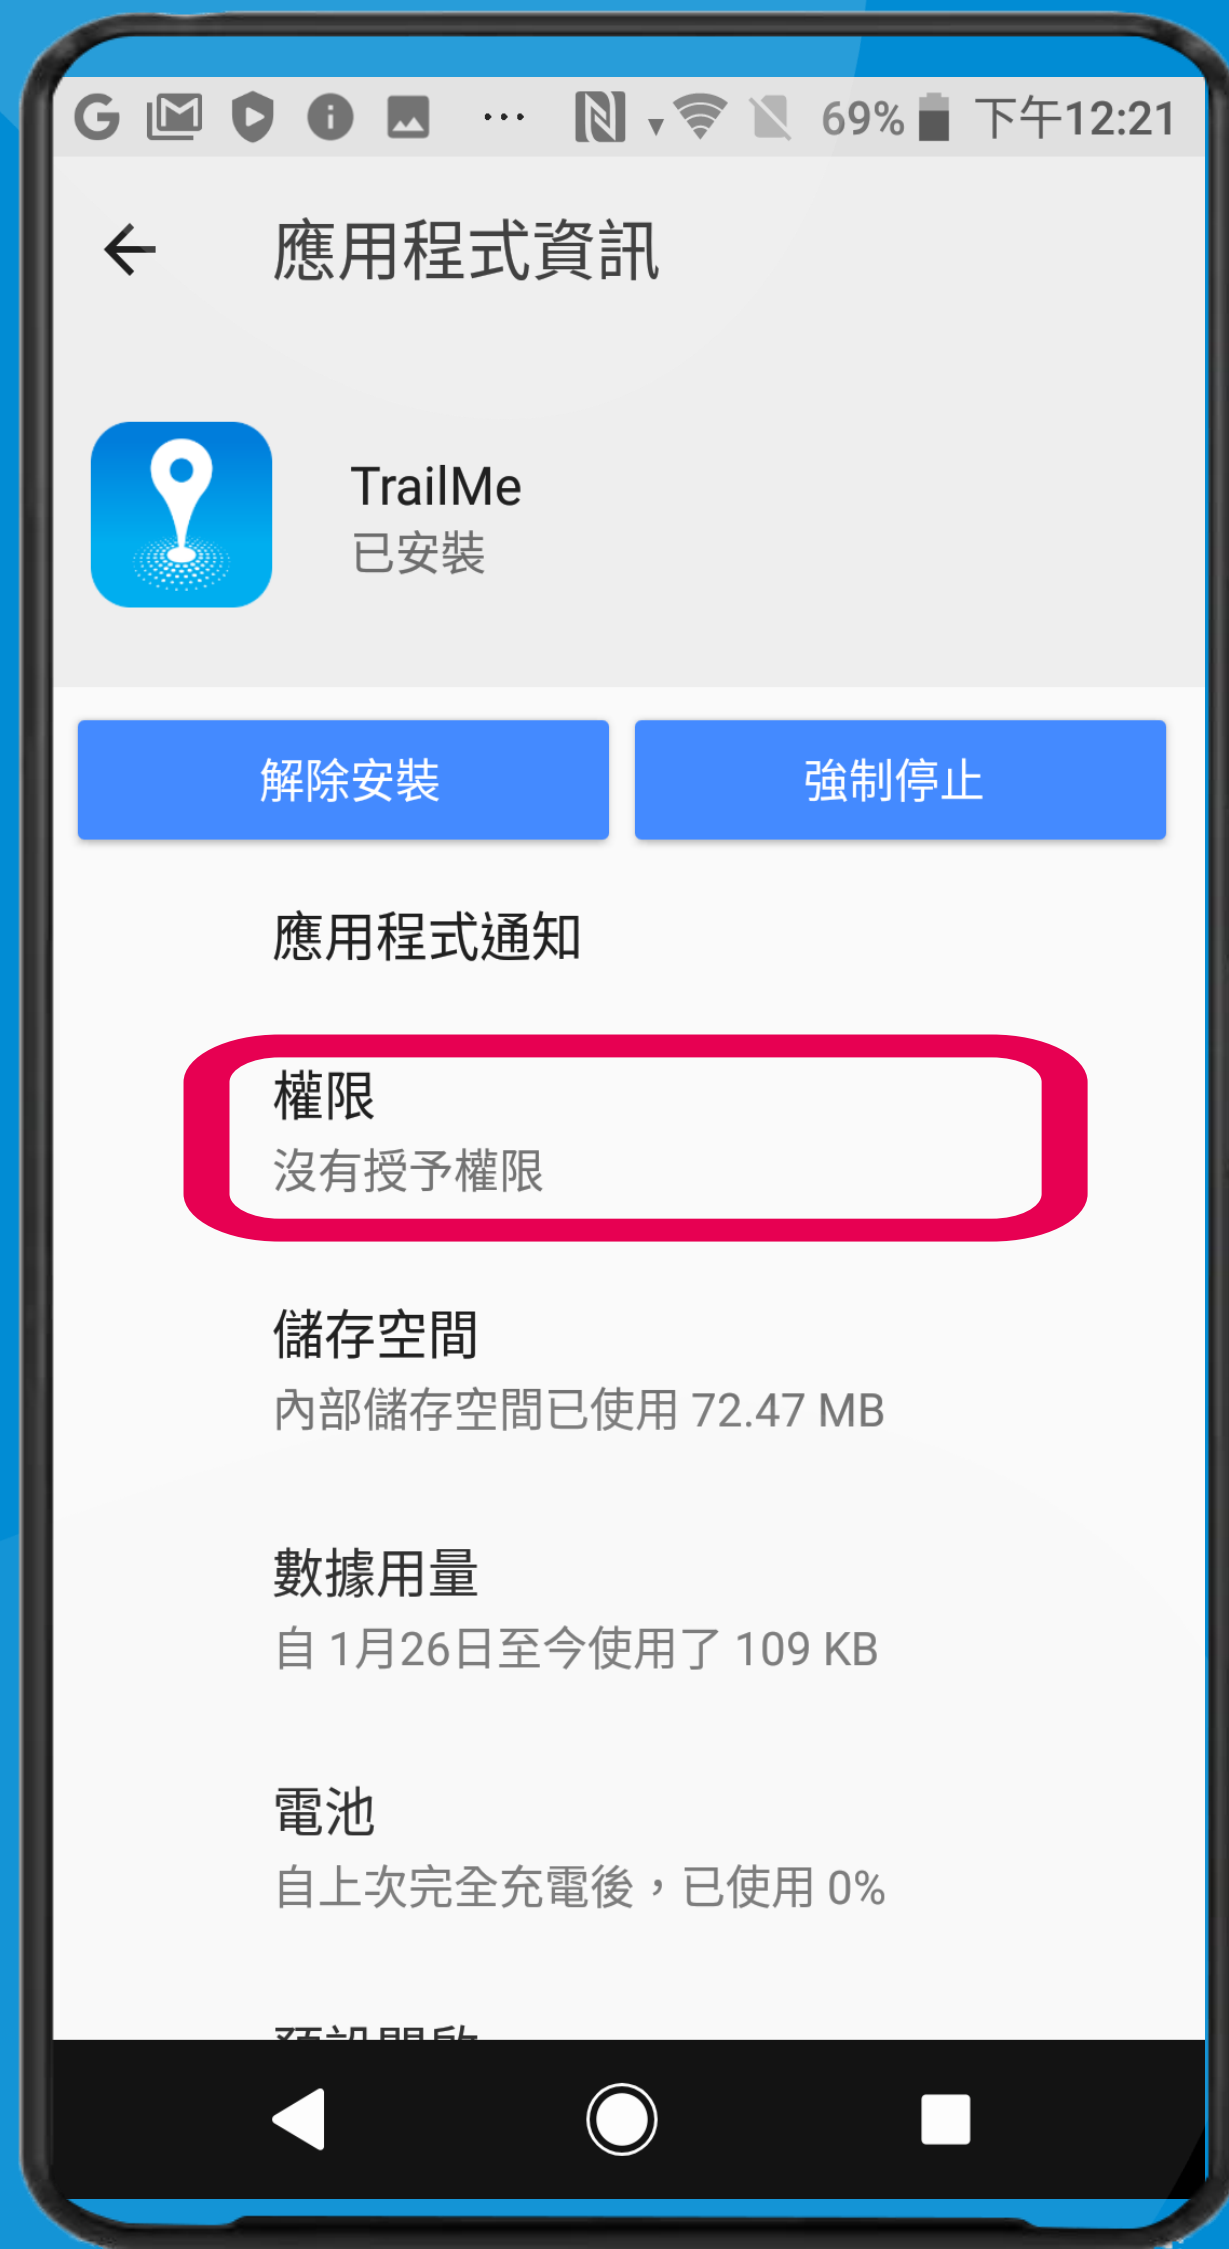 69% 下午12:21
應用程式資訊
TrailMe
已安裝
解除安裝 強制停止
應用程式通知
權限
沒有授予權限
儲存空間
內部儲存空間已使用 72.47 MB
數據用量
自 1月26日至今使用了 109 KB
電池
自上次完全充電後，已使用 0%
預設開啟